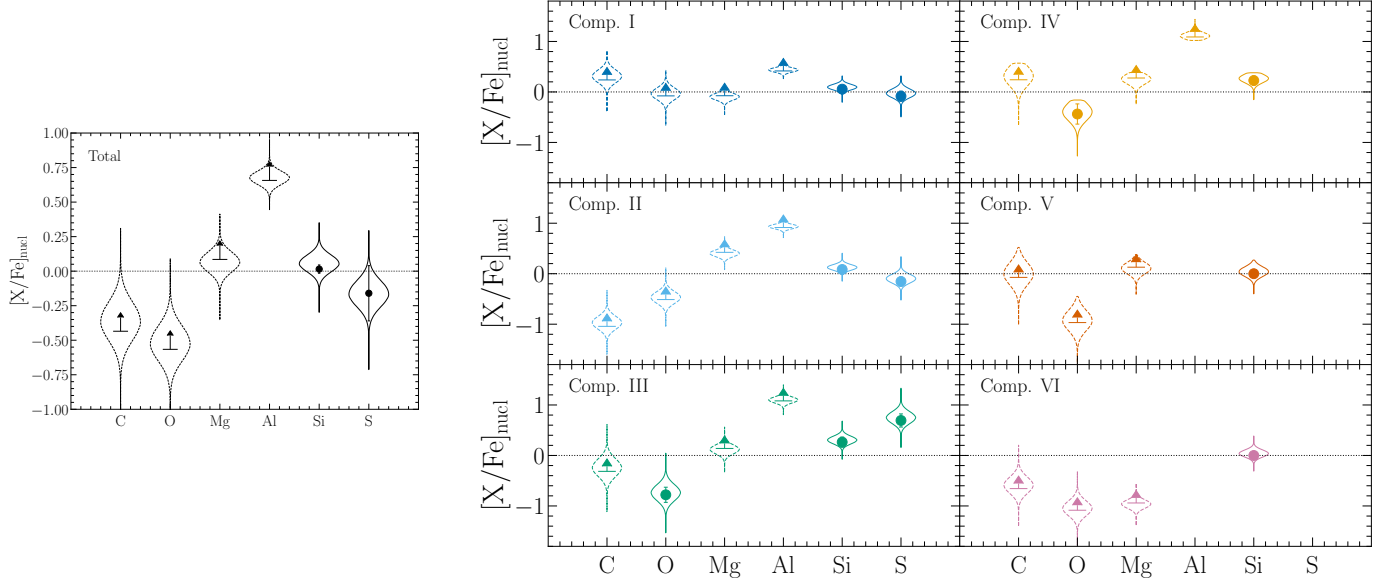 [X/Fe]nucl
1.00
0.75
0.50
0.25
0.00
−0.25
−0.50
−0.75
−1.00
Total
C O Mg Al Si S
[X/Fe]nucl
1
0
−1
Comp. I
Comp. IV
[X/Fe]nucl
1
0
−1
Comp. II
Comp. V
[X/Fe]nucl
1
0
−1
Comp. III
Comp. VI
C O Mg Al Si S
C O Mg Al Si S